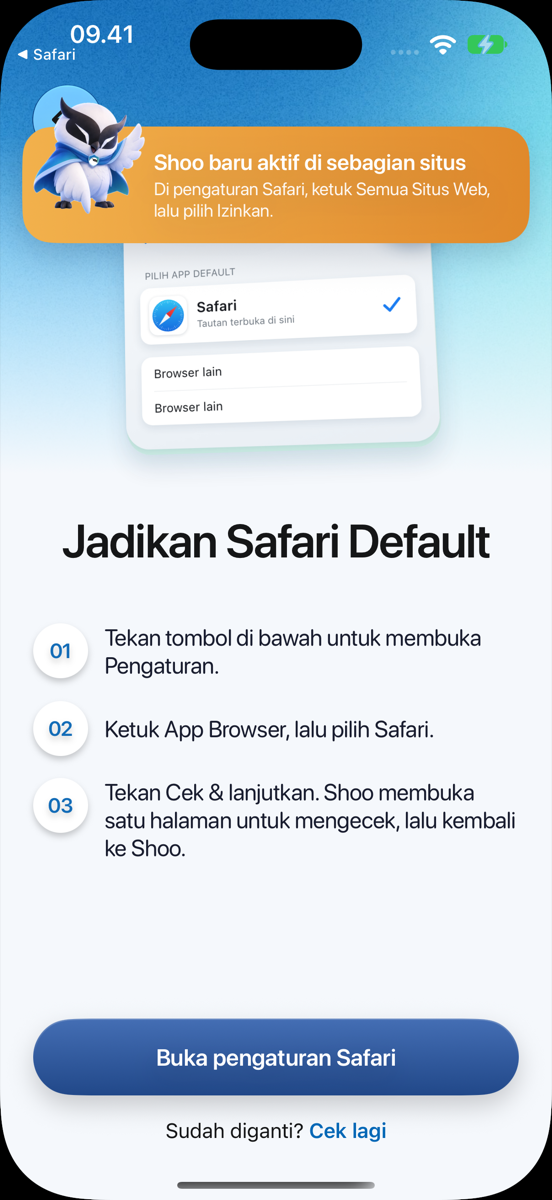 09.41
◀ Safari
Shoo baru aktif di sebagian situs
Di pengaturan Safari, ketuk Semua Situs Web,
lalu pilih Izinkan.
PILIH APP DEFAULT
Safari
Tautan terbuka di sini
Browser lain
Browser lain
Jadikan Safari Default
01
Tekan tombol di bawah untuk membuka
Pengaturan.
02
Ketuk App Browser, lalu pilih Safari.
03
Tekan Cek & lanjutkan. Shoo membuka
satu halaman untuk mengecek, lalu kembali
ke Shoo.
Buka pengaturan Safari
Sudah diganti? Cek lagi